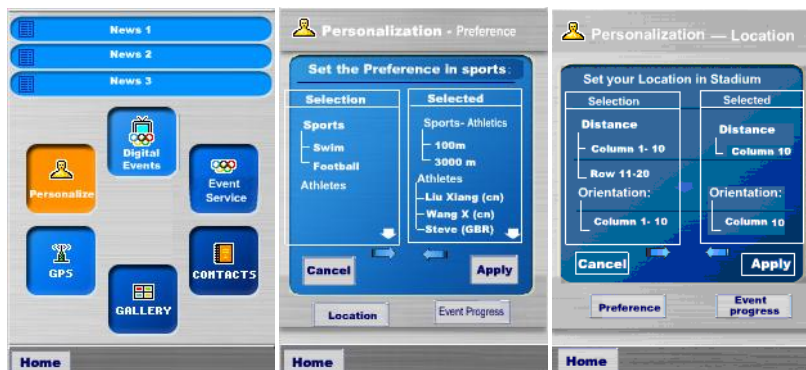 News 1
News 2
News 3
Digital
Events
Personalize
Event
Service
GPS
CONTACTS
GALLERY
Home
Personalization - Preference
Set the Preference in sports:
Selection
Sports
Swim
Football
Athletes
Selected
Sports- Athletics
100m
3000 m
Athletes
Liu Xiang (cn)
Wang X (cn)
Steve (GBR)
Cancel
Apply
Location
Event Progress
Home
Personalization — Location
Set your Location in Stadium
Selection
Distance
Column 1- 10
Row 11-20
Orientation:
Column 1- 10
Selected
Distance
Column 10
Orientation:
Column 10
Cancel
Apply
Preference
Event
progress
Home